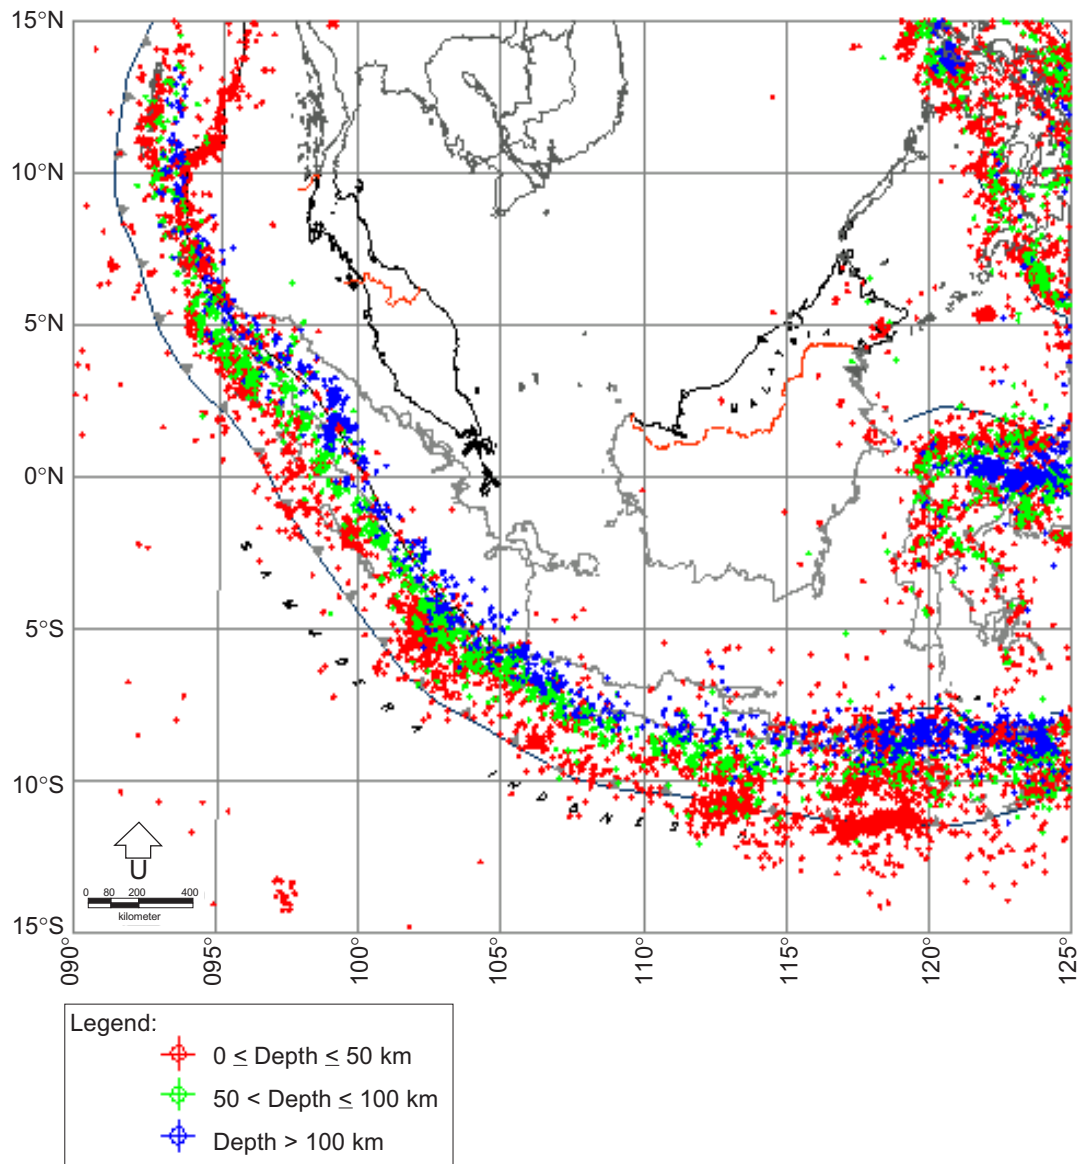 15°N
10°N
5°N
0°N
5°S
10°S
15°S
MALAYSIA
U
0 80 200 400
kilometer
090°
095°
100°
105°
110°
115°
120°
125°
Legend:
0 ≤ Depth ≤ 50 km
50 < Depth ≤ 100 km
Depth > 100 km